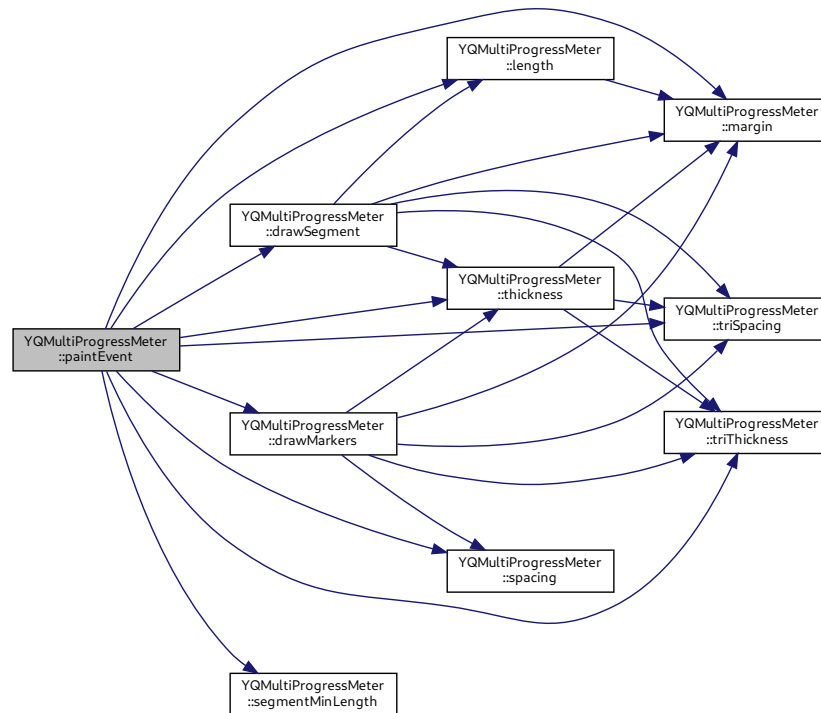 YQMultiProgressMeter
::length
YQMultiProgressMeter
::margin
YQMultiProgressMeter
::drawSegment
YQMultiProgressMeter
::thickness
YQMultiProgressMeter
::triSpacing
YQMultiProgressMeter
::paintEvent
YQMultiProgressMeter
::drawMarkers
YQMultiProgressMeter
::triThickness
YQMultiProgressMeter
::spacing
YQMultiProgressMeter
::segmentMinLength